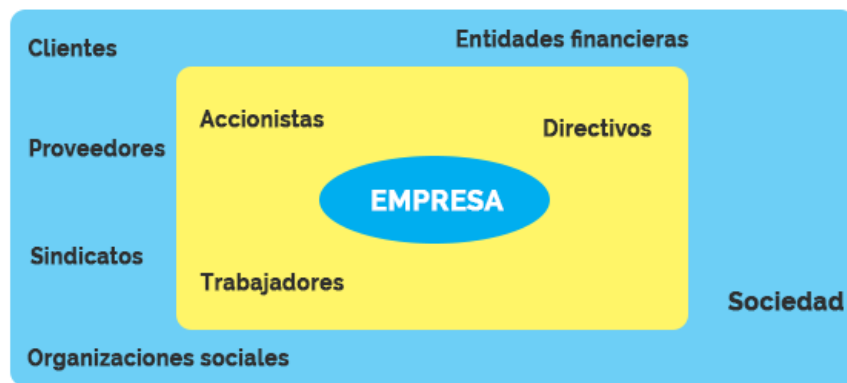 Clientes
Entidades financieras
Accionistas
Directivos
Proveedores
EMPRESA
Sindicatos
Trabajadores
Sociedad
Organizaciones sociales